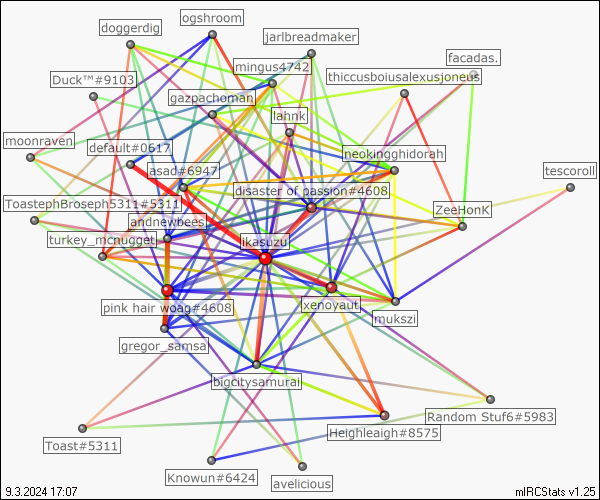 ogshroom
doggerdig
jarlbreadmaker
facadas.
mingus4742
thiccusboiusalexusjoneus
Duck™#9103
gazpachoman
lahnk
moonraven
default#0617
neokingghidorah
asad#6947
tescoroll
disaster of passion#4608
ToastephBroseph5311#5311
ZeeHonK
andnewbees
turkey_mcnugget
ikasuzu
pink hair woag#4608
xenoyaut
mukszi
gregor_samsa
bigcitysamurai
Random Stuf6#5983
Heighleigh#8575
Toast#5311
Knowun#6424
avelicious
9.3.2024 17:07
mIRCStats v1.25